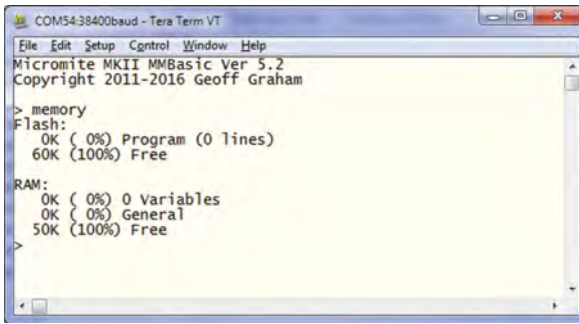 COM54:38400baud - Tera Term VT
File Edit Setup Control Window Help
Micromite MKII MMBasic Ver 5.2
Copyright 2011-2016 Geoff Graham
> memory
Flash:
0K ( 0%) Program (0 lines)
60K (100%) Free
RAM:
0K ( 0%) 0 Variables
0K ( 0%) General
50K (100%) Free
>